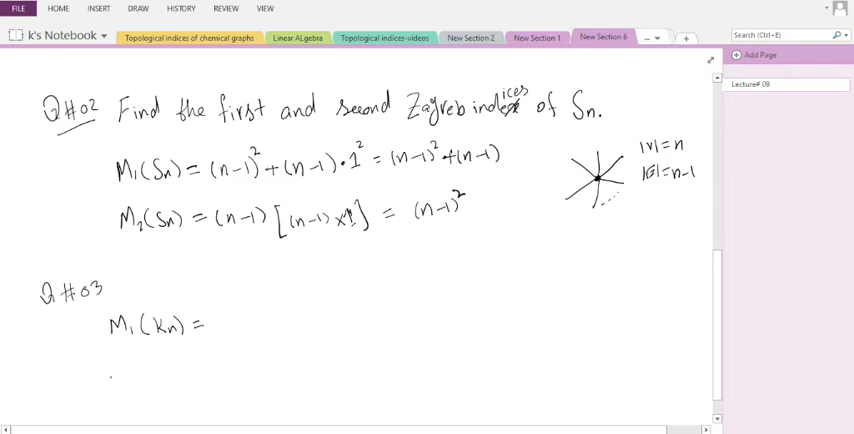 FILE HOME INSERT DRAW HISTORY REVIEW VIEW
k's Notebook Topological indices of chemical graphs Linear ALgebra Topological indices-videos New Section 2 New Section 1 New Section 6 Search (Ctrl+E)
Add Page
Lecture# 09
Q#02 Find the first and second Zagreb indices of Sn.
M₁(Sn) = (n-1)² + (n-1)·1² = (n-1)² + (n-1)
|V| = n
|E| = n-1
M₂(Sn) = (n-1) [(n-1) × 1] = (n-1)²
Q#03
M₁(Kn) =